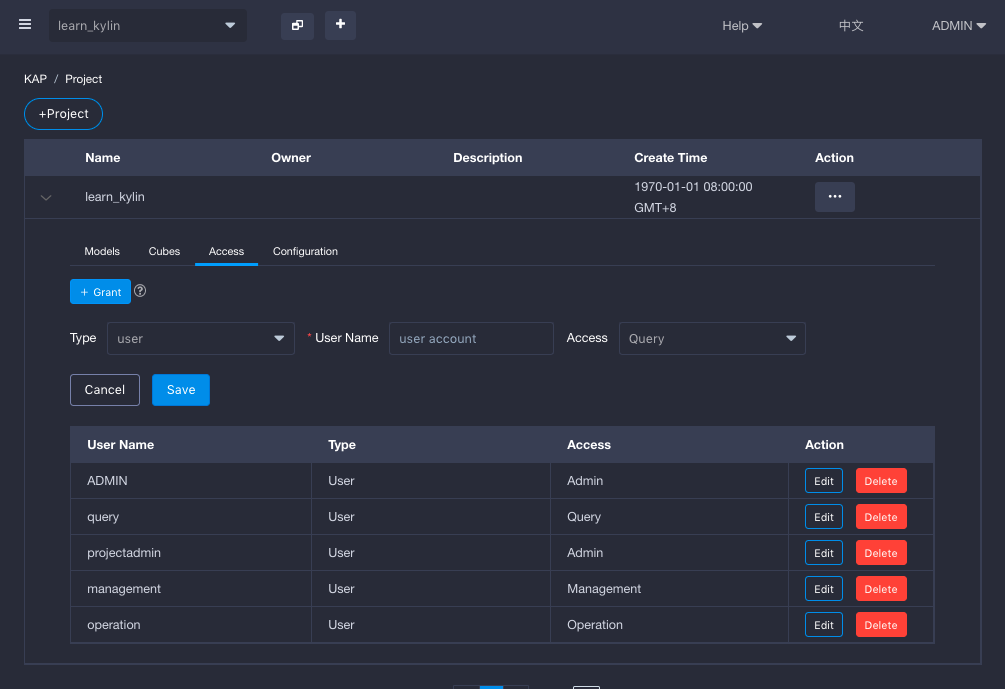 learn_kylin
+
Help
中文
ADMIN
KAP / Project
+Project
Name Owner Description Create Time Action
learn_kylin
1970-01-01 08:00:00
GMT+8
...
Models Cubes Access Configuration
+ Grant ?
Type user * User Name user account Access Query
Cancel Save
User Name Type Access Action
ADMIN User Admin Edit Delete
query User Query Edit Delete
projectadmin User Admin Edit Delete
management User Management Edit Delete
operation User Operation Edit Delete